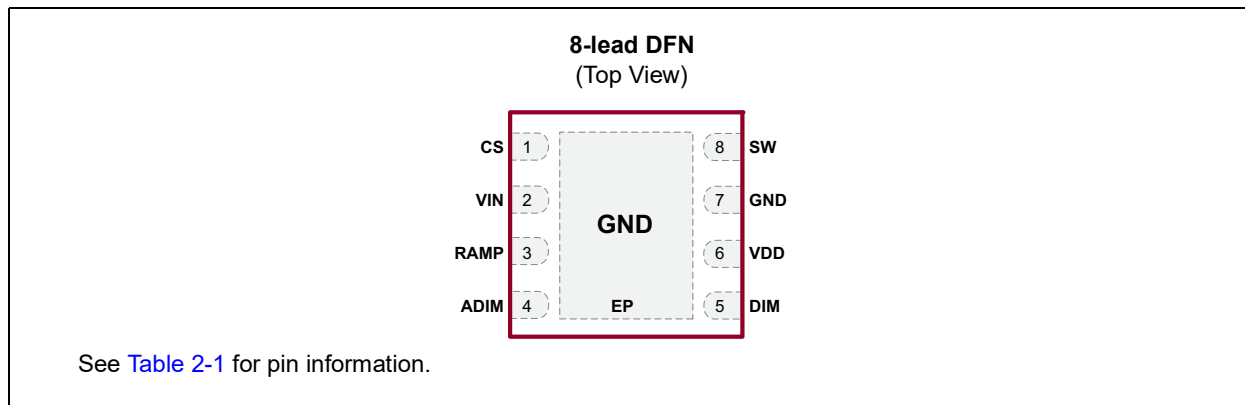 8-lead DFN
(Top View)
CS 1 8 SW
VIN 2 7 GND
GND
RAMP 3 6 VDD
ADIM 4 EP 5 DIM
See Table 2-1 for pin information.